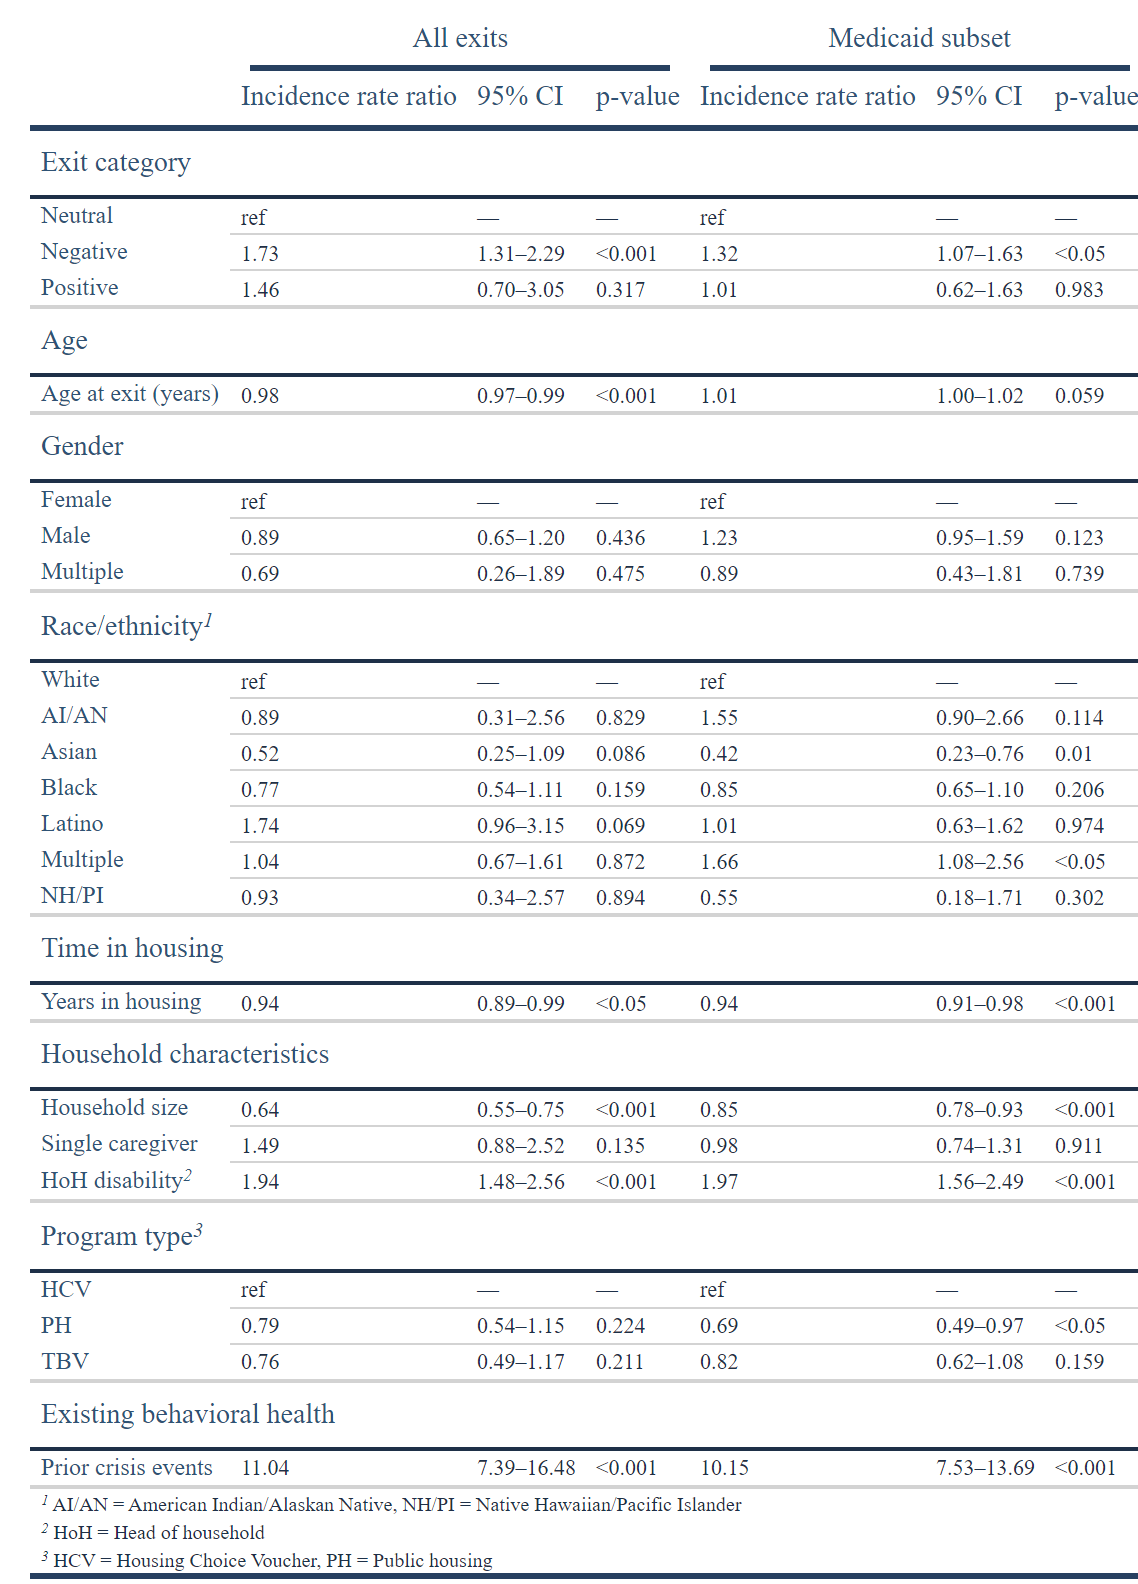 All exits Medicaid subset
Incidence rate ratio 95% CI p-value Incidence rate ratio 95% CI p-value
Exit category
Neutral ref — — ref — —
Negative 1.73 1.31–2.29 <0.001 1.32 1.07–1.63 <0.05
Positive 1.46 0.70–3.05 0.317 1.01 0.62–1.63 0.983
Age
Age at exit (years) 0.98 0.97–0.99 <0.001 1.01 1.00–1.02 0.059
Gender
Female ref — — ref — —
Male 0.89 0.65–1.20 0.436 1.23 0.95–1.59 0.123
Multiple 0.69 0.26–1.89 0.475 0.89 0.43–1.81 0.739
Race/ethnicity1
White ref — — ref — —
AI/AN 0.89 0.31–2.56 0.829 1.55 0.90–2.66 0.114
Asian 0.52 0.25–1.09 0.086 0.42 0.23–0.76 0.01
Black 0.77 0.54–1.11 0.159 0.85 0.65–1.10 0.206
Latino 1.74 0.96–3.15 0.069 1.01 0.63–1.62 0.974
Multiple 1.04 0.67–1.61 0.872 1.66 1.08–2.56 <0.05
NH/PI 0.93 0.34–2.57 0.894 0.55 0.18–1.71 0.302
Time in housing
Years in housing 0.94 0.89–0.99 <0.05 0.94 0.91–0.98 <0.001
Household characteristics
Household size 0.64 0.55–0.75 <0.001 0.85 0.78–0.93 <0.001
Single caregiver 1.49 0.88–2.52 0.135 0.98 0.74–1.31 0.911
HoH disability2 1.94 1.48–2.56 <0.001 1.97 1.56–2.49 <0.001
Program type3
HCV ref — — ref — —
PH 0.79 0.54–1.15 0.224 0.69 0.49–0.97 <0.05
TBV 0.76 0.49–1.17 0.211 0.82 0.62–1.08 0.159
Existing behavioral health
Prior crisis events 11.04 7.39–16.48 <0.001 10.15 7.53–13.69 <0.001
1 AI/AN = American Indian/Alaskan Native, NH/PI = Native Hawaiian/Pacific Islander
2 HoH = Head of household
3 HCV = Housing Choice Voucher, PH = Public housing